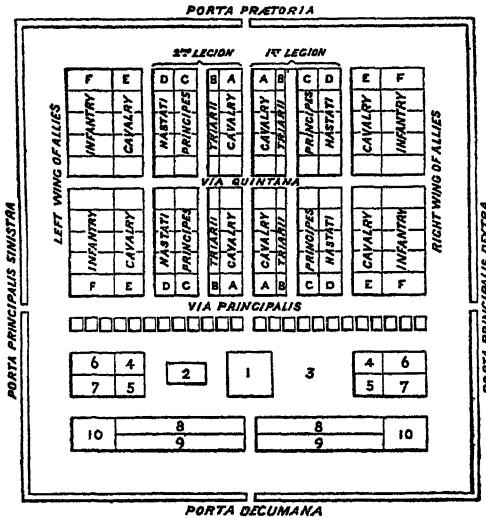 PORTA PRÆTORIA
2ND LEGION 1ST LEGION
F E D C B A A B C D E F
INFANTRY CAVALRY HASTATI PRINCIPES TRIARII CAVALRY CAVALRY TRIARII PRINCIPES HASTATI CAVALRY INFANTRY
LEFT WING OF ALLIES
RIGHT WING OF ALLIES
VIA QUINTANA
INFANTRY CAVALRY HASTATI PRINCIPES TRIARII CAVALRY CAVALRY TRIARII PRINCIPES HASTATI CAVALRY INFANTRY
F E D C B A A B C D E F
VIA PRINCIPALIS
PORTA PRINCIPALIS SINISTRA
PORTA PRINCIPALIS
6 4 2 1 3 4 6
7 5 5 7
10 8 8 10
9 9
PORTA DECUMANA